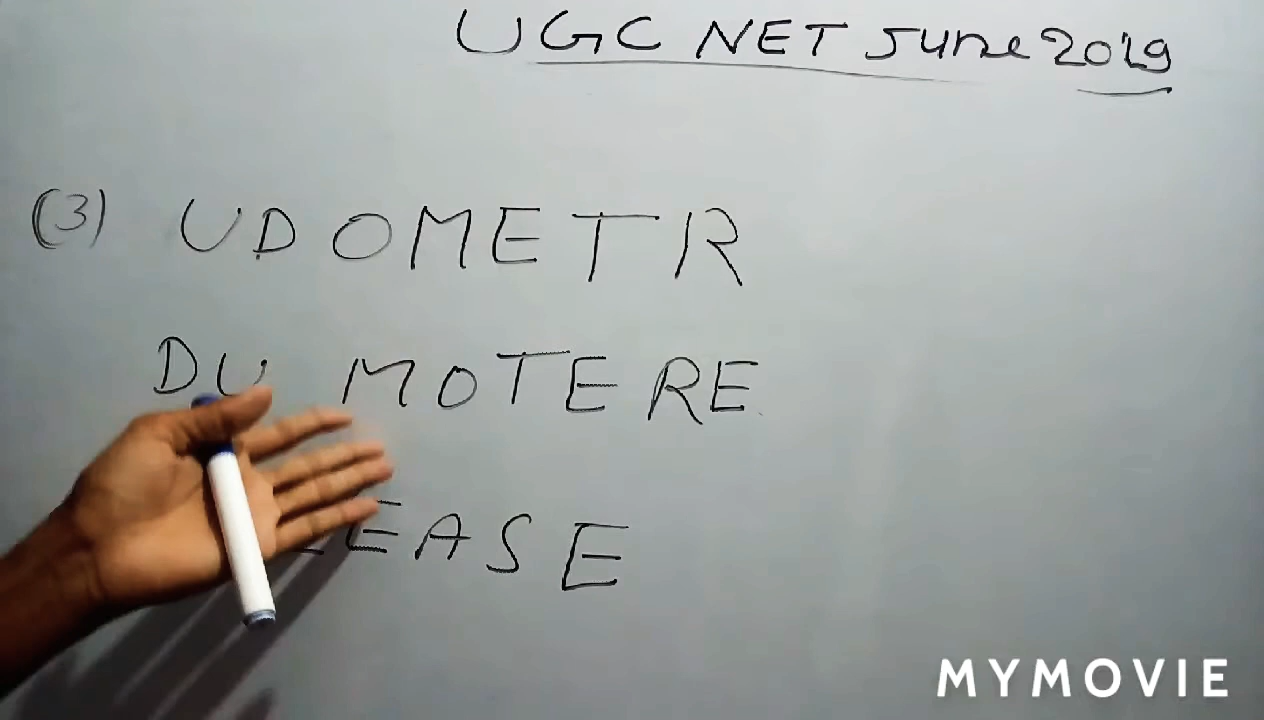 UGC NET June 2019
(3) UDOMETR
DU MOTERE
EASE
MYMOVIE